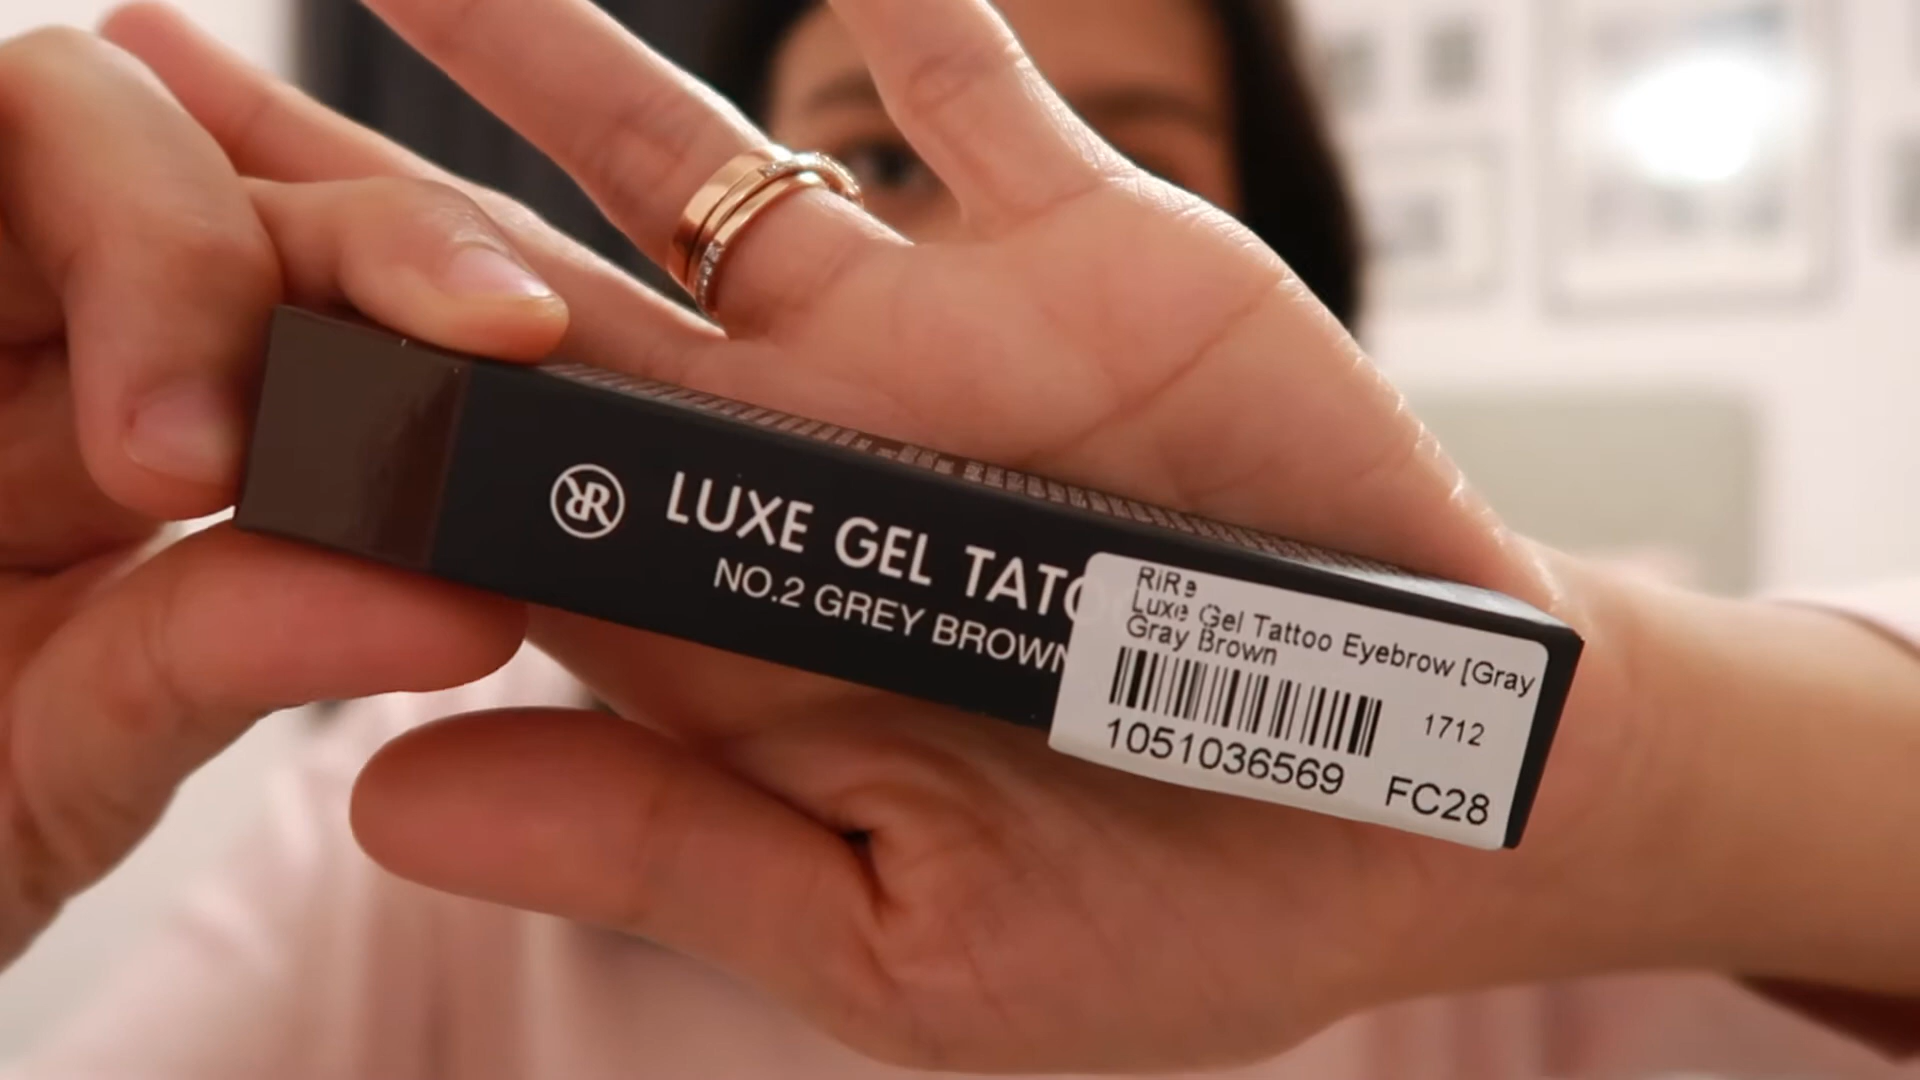 RR
LUXE GEL TATO
NO.2 GREY BROWN
RiRe
Luxe Gel Tattoo Eyebrow [Gray
Gray Brown
1712
1051036569
FC28